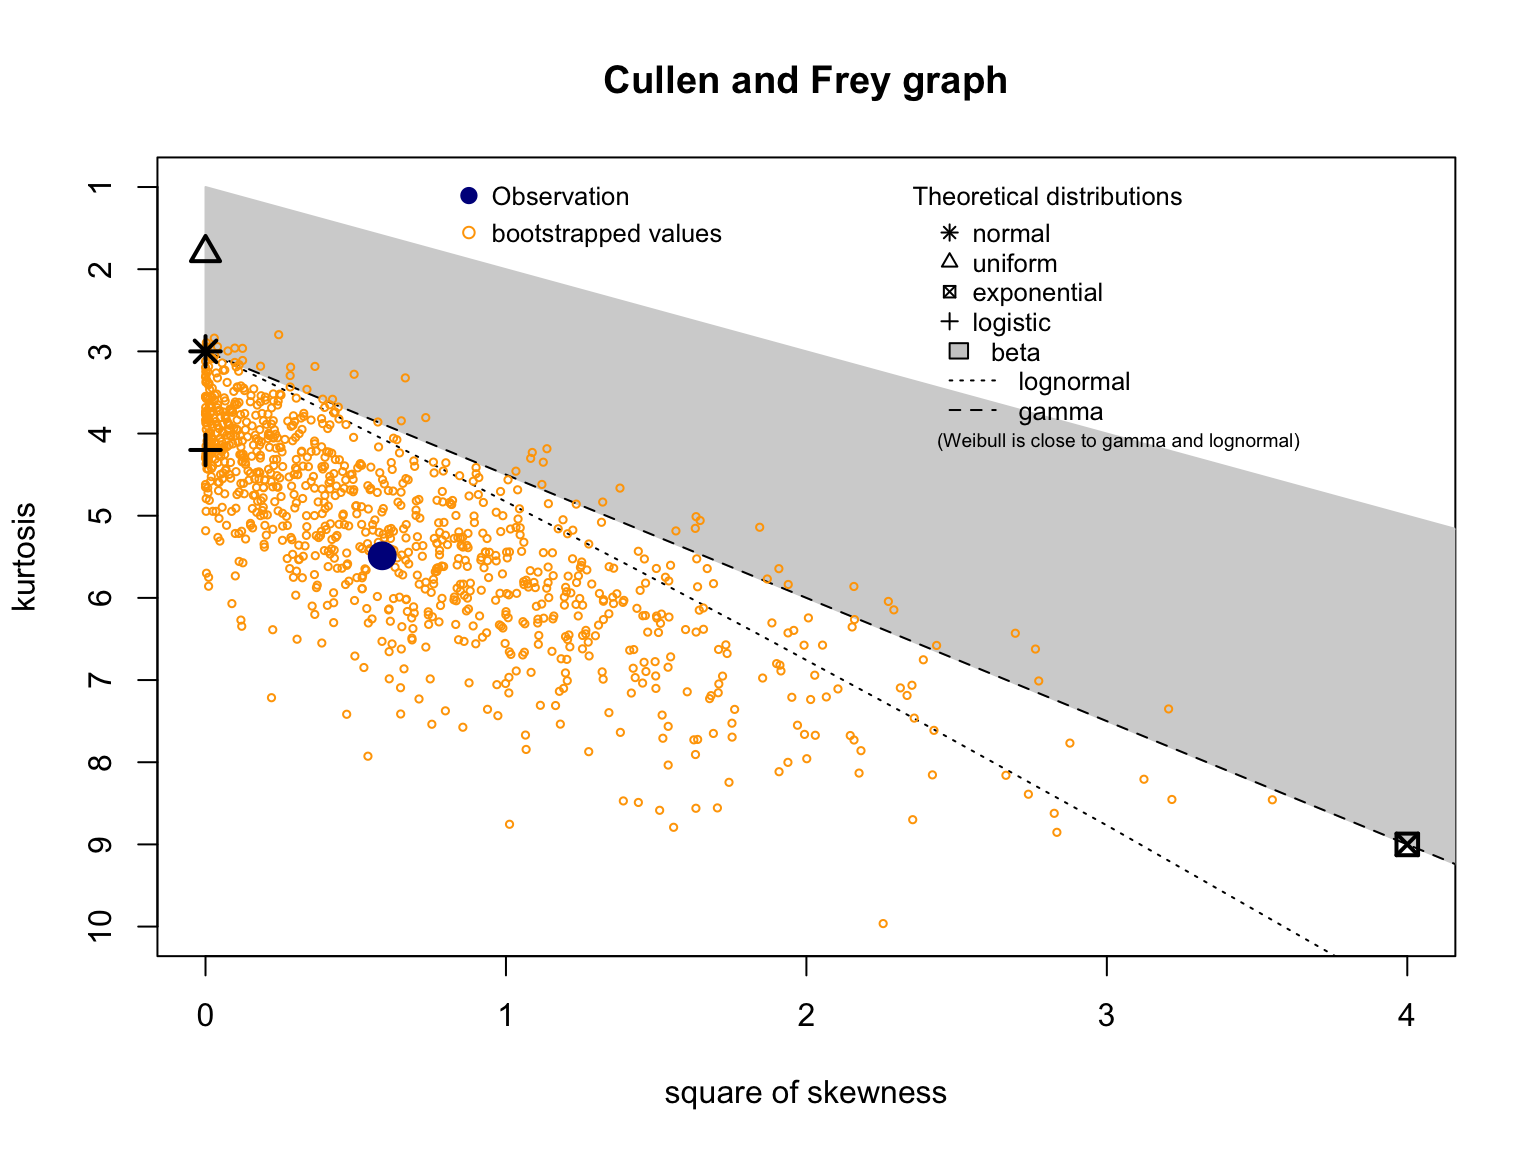 Cullen and Frey graph
Observation
bootstrapped values
Theoretical distributions
normal
uniform
exponential
logistic
beta
lognormal
gamma
(Weibull is close to gamma and lognormal)
kurtosis
1
2
3
4
5
6
7
8
9
10
0 1 2 3 4
square of skewness